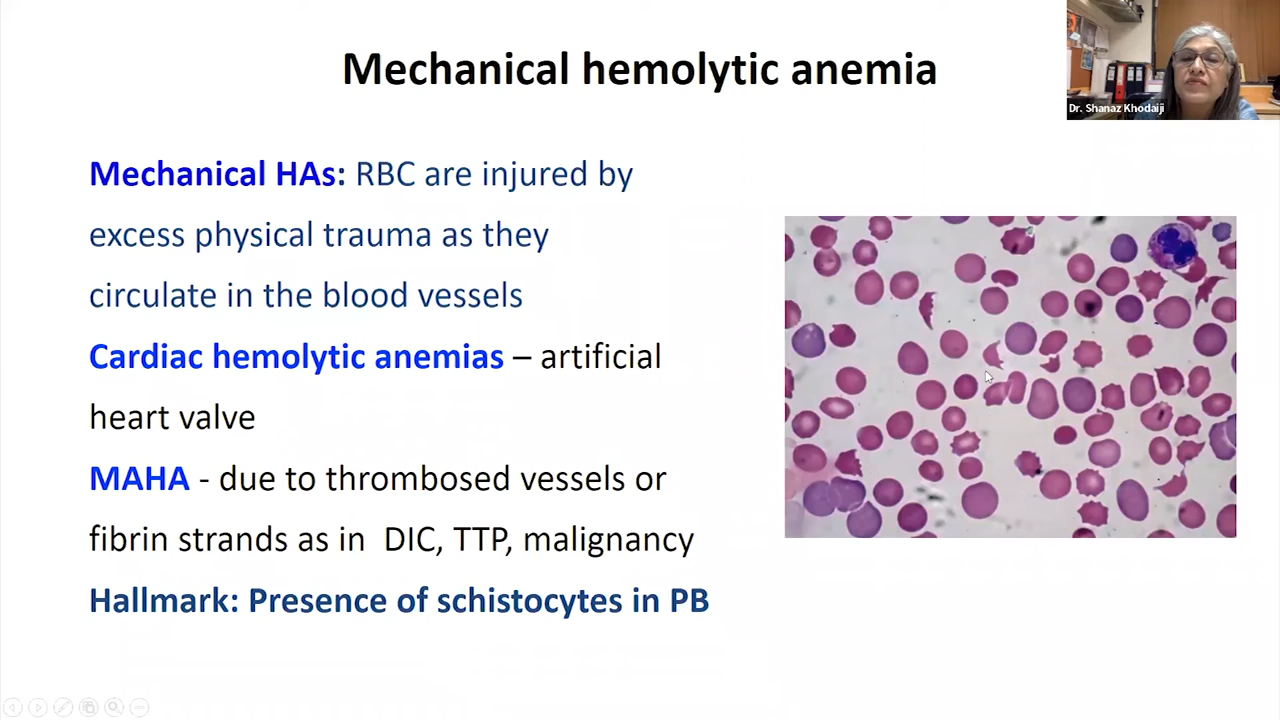 Mechanical hemolytic anemia
Dr. Shanaz Khodaiji
Mechanical HAs: RBC are injured by
excess physical trauma as they
circulate in the blood vessels
Cardiac hemolytic anemias – artificial
heart valve
MAHA - due to thrombosed vessels or
fibrin strands as in  DIC, TTP, malignancy
Hallmark: Presence of schistocytes in PB